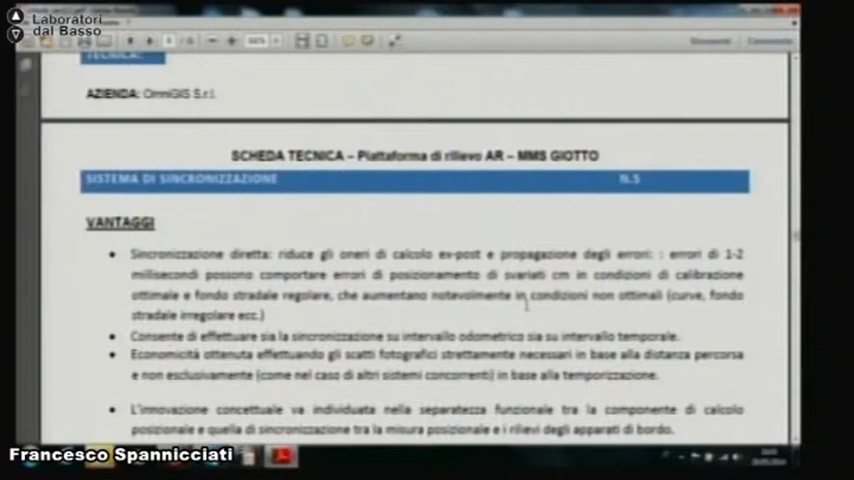 Laboratori
dal Basso
TECNICA:
AZIENDA: OmniGIS S.r.l.
SCHEDA TECNICA – Piattaforma di rilievo AR – MMS GIOTTO
SISTEMA DI SINCRONIZZAZIONE N.5
VANTAGGI
• Sincronizzazione diretta: riduce gli oneri di calcolo ex-post e propagazione degli errori: : errori di 1-2
millisecondi possono comportare errori di posizionamento di svariati cm in condizioni di calibrazione
ottimale e fondo stradale regolare, che aumentano notevolmente in condizioni non ottimali (curve, fondo
stradale irregolare ecc.)
• Consente di effettuare sia la sincronizzazione su intervallo odometrico sia su intervallo temporale.
• Economicità ottenuta effettuando gli scatti fotografici strettamente necessari in base alla distanza percorsa
e non esclusivamente (come nel caso di altri sistemi concorrenti) in base alla temporizzazione.
• L'innovazione concettuale va individuata nella separatezza funzionale tra la componente di calcolo
posizionale e quella di sincronizzazione tra la misura posizionale e i rilievi degli apparati di bordo.
Francesco Spannicciati